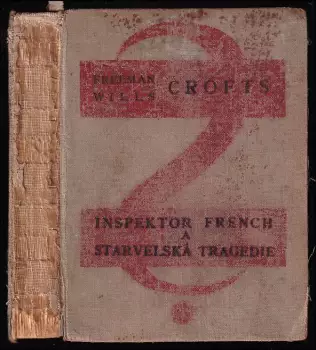 FREEMAN
WILLS CROFTS
INSPEKTOR FRENCH
A
STARVELSKÁ TRAGEDIE